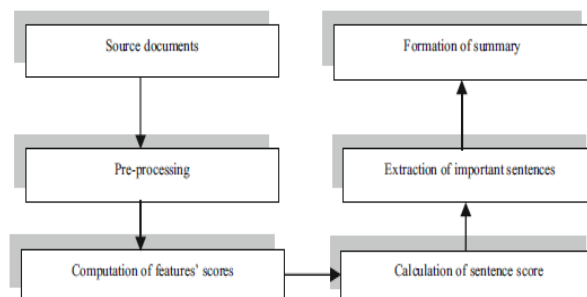 Source documents
Formation of summary
Pre-processing
Extraction of important sentences
Computation of features' scores
Calculation of sentence score